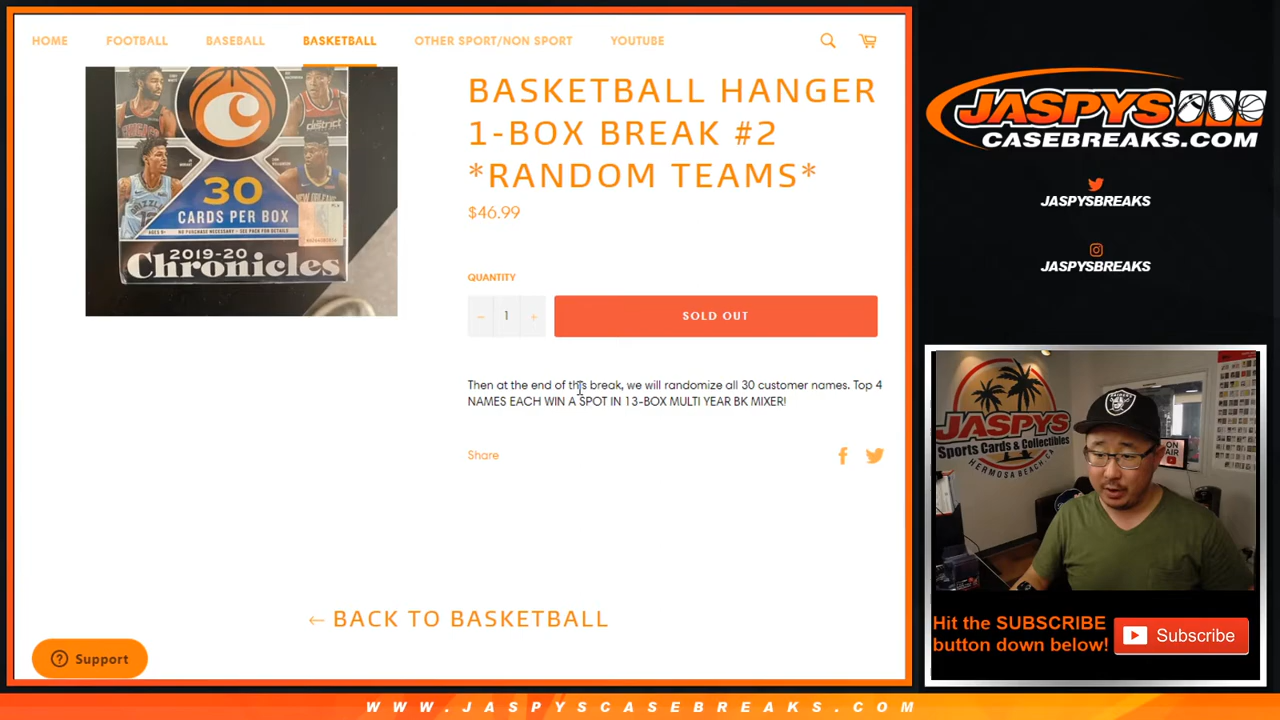 HOME FOOTBALL BASEBALL BASKETBALL OTHER SPORT/NON SPORT YOUTUBE
BASKETBALL HANGER
1-BOX BREAK #2
*RANDOM TEAMS*
$46.99
QUANTITY
− 1 +
SOLD OUT
Then at the end of this break, we will randomize all 30 customer names. Top 4
NAMES EACH WIN A SPOT IN 13-BOX MULTI YEAR BK MIXER!
Share
← BACK TO BASKETBALL
Support
C
30
CARDS PER BOX
2019-20
Chronicles
JASPYS
CASEBREAKS.COM
JASPYSBREAKS
JASPYSBREAKS
JASPYS
Sports Cards & Collectibles
HERMOSA BEACH, CA
ON
AIR
RAIDERS
Hit the SUBSCRIBE
button down below!
Subscribe
WWW.JASPYSCASEBREAKS.COM